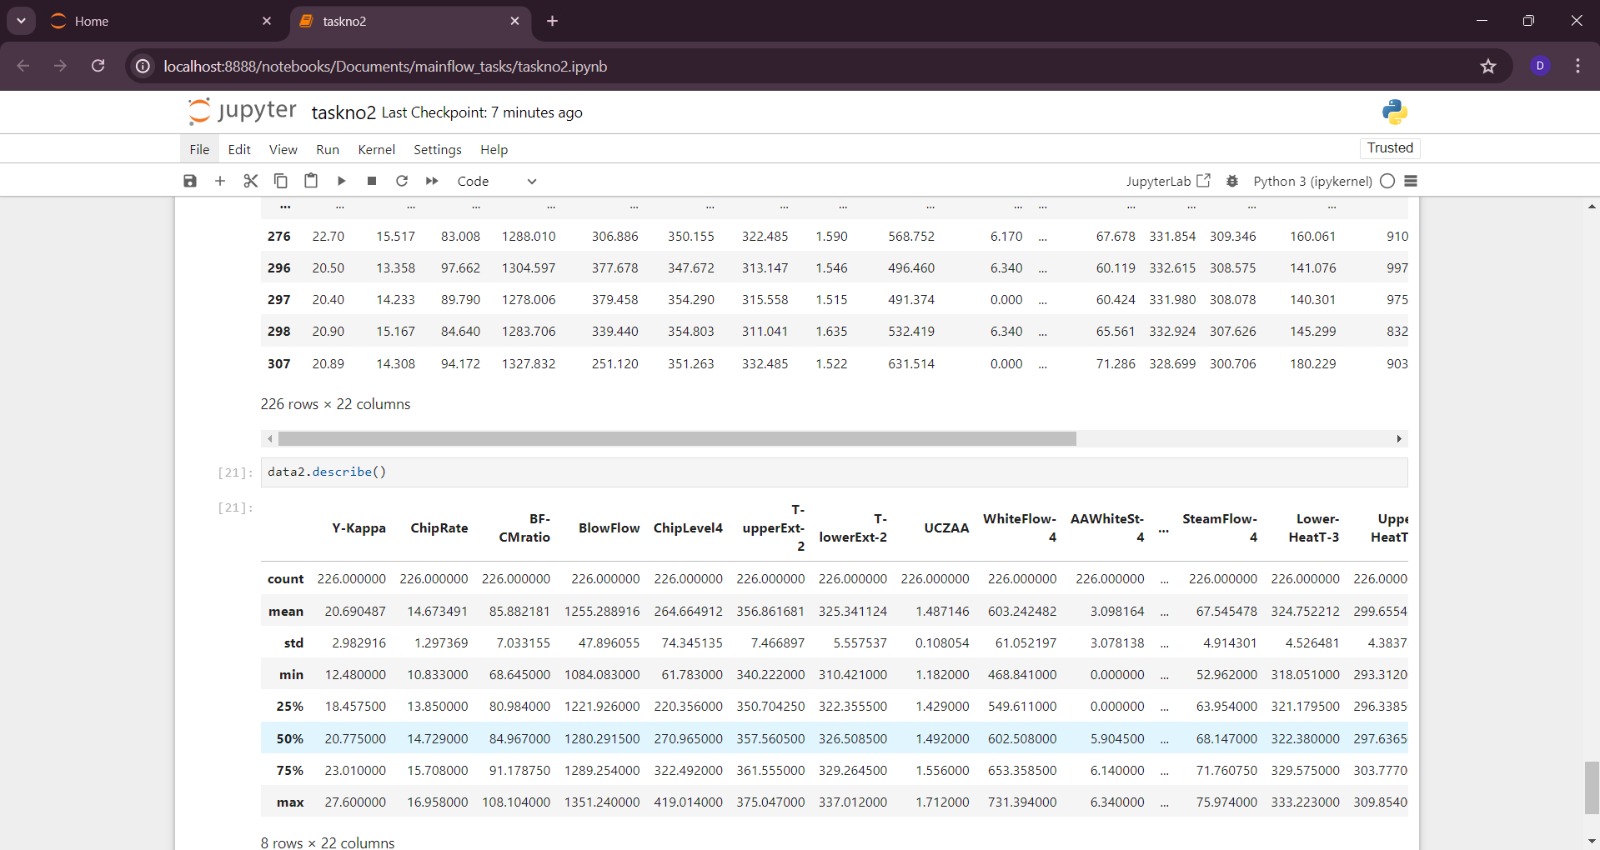 Home
taskno2
localhost:8888/notebooks/Documents/mainflow_tasks/taskno2.ipynb
D
jupyter taskno2 Last Checkpoint: 7 minutes ago
File Edit View Run Kernel Settings Help
Trusted
Code
JupyterLab Python 3 (ipykernel)
... ... ... ... ... ... ... ... ... ... ... ... ... ... ... ...
276 22.70 15.517 83.008 1288.010 306.886 350.155 322.485 1.590 568.752 6.170 ... 67.678 331.854 309.346 160.061 910
296 20.50 13.358 97.662 1304.597 377.678 347.672 313.147 1.546 496.460 6.340 ... 60.119 332.615 308.575 141.076 997
297 20.40 14.233 89.790 1278.006 379.458 354.290 315.558 1.515 491.374 0.000 ... 60.424 331.980 308.078 140.301 975
298 20.90 15.167 84.640 1283.706 339.440 354.803 311.041 1.635 532.419 6.340 ... 65.561 332.924 307.626 145.299 832
307 20.89 14.308 94.172 1327.832 251.120 351.263 332.485 1.522 631.514 0.000 ... 71.286 328.699 300.706 180.229 903
226 rows × 22 columns
[21]: data2.describe()
[21]:
Y-Kappa ChipRate BF-CMratio BlowFlow ChipLevel4 T-upperExt-2 T-lowerExt-2 UCZAA WhiteFlow-4 AAWhiteSt-4 ... SteamFlow-4 Lower-HeatT-3 Uppe HeatT
count 226.000000 226.000000 226.000000 226.000000 226.000000 226.000000 226.000000 226.000000 226.000000 226.000000 ... 226.000000 226.000000 226.0000
mean 20.690487 14.673491 85.882181 1255.288916 264.664912 356.861681 325.341124 1.487146 603.242482 3.098164 ... 67.545478 324.752212 299.6554
std 2.982916 1.297369 7.033155 47.896055 74.345135 7.466897 5.557537 0.108054 61.052197 3.078138 ... 4.914301 4.526481 4.3837
min 12.480000 10.833000 68.645000 1084.083000 61.783000 340.222000 310.421000 1.182000 468.841000 0.000000 ... 52.962000 318.051000 293.3120
25% 18.457500 13.850000 80.984000 1221.926000 220.356000 350.704250 322.355500 1.429000 549.611000 0.000000 ... 63.954000 321.179500 296.3385
50% 20.775000 14.729000 84.967000 1280.291500 270.965000 357.560500 326.508500 1.492000 602.508000 5.904500 ... 68.147000 322.380000 297.6365
75% 23.010000 15.708000 91.178750 1289.254000 322.492000 361.555000 329.264500 1.556000 653.358500 6.140000 ... 71.760750 329.575000 303.7770
max 27.600000 16.958000 108.104000 1351.240000 419.014000 375.047000 337.012000 1.712000 731.394000 6.340000 ... 75.974000 333.223000 309.8540
8 rows × 22 columns